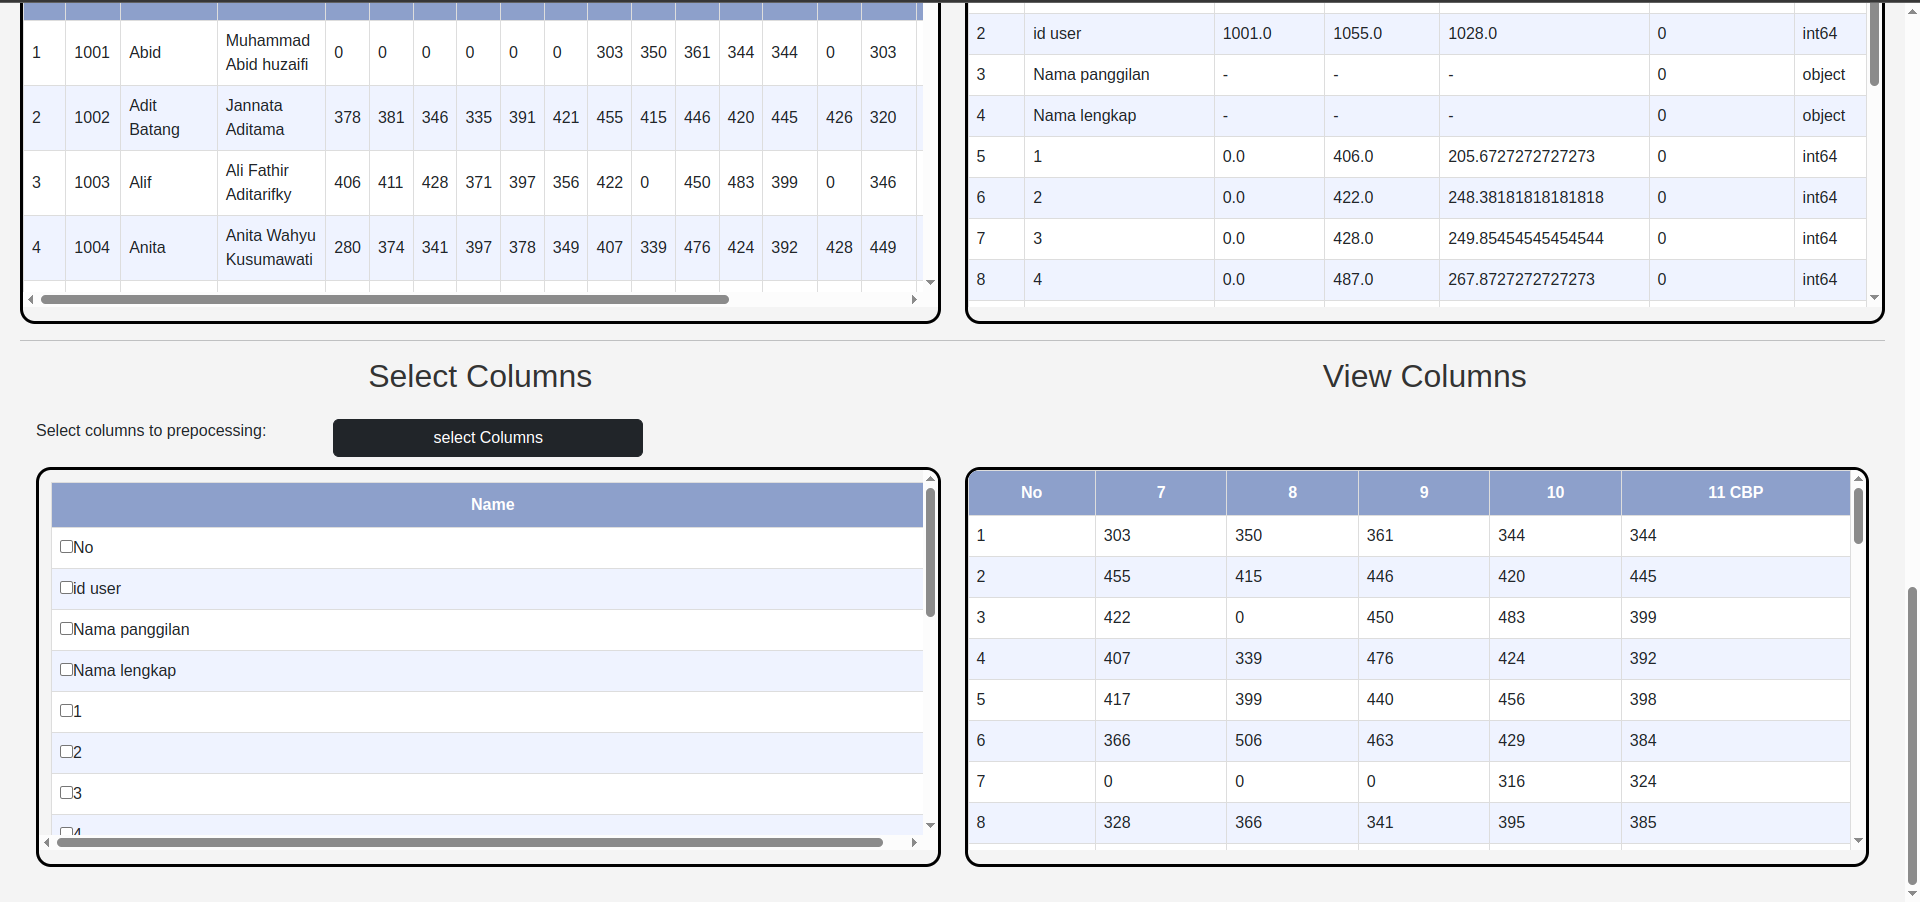 1 1001 Abid Muhammad Abid huzaifi 0 0 0 0 0 0 303 350 361 344 344 0 303
2 1002 Adit Batang Jannata Aditama 378 381 346 335 391 421 455 415 446 420 445 426 320
3 1003 Alif Ali Fathir Aditarifky 406 411 428 371 397 356 422 0 450 483 399 0 346
4 1004 Anita Anita Wahyu Kusumawati 280 374 341 397 378 349 407 339 476 424 392 428 449
2 id user 1001.0 1055.0 1028.0 0 int64
3 Nama panggilan - - - 0 object
4 Nama lengkap - - - 0 object
5 1 0.0 406.0 205.6727272727273 0 int64
6 2 0.0 422.0 248.38181818181818 0 int64
7 3 0.0 428.0 249.85454545454544 0 int64
8 4 0.0 487.0 267.8727272727273 0 int64
Select Columns
Select columns to prepocessing: select Columns
Name
No
id user
Nama panggilan
Nama lengkap
1
2
3
4
View Columns
No 7 8 9 10 11 CBP
1 303 350 361 344 344
2 455 415 446 420 445
3 422 0 450 483 399
4 407 339 476 424 392
5 417 399 440 456 398
6 366 506 463 429 384
7 0 0 0 316 324
8 328 366 341 395 385